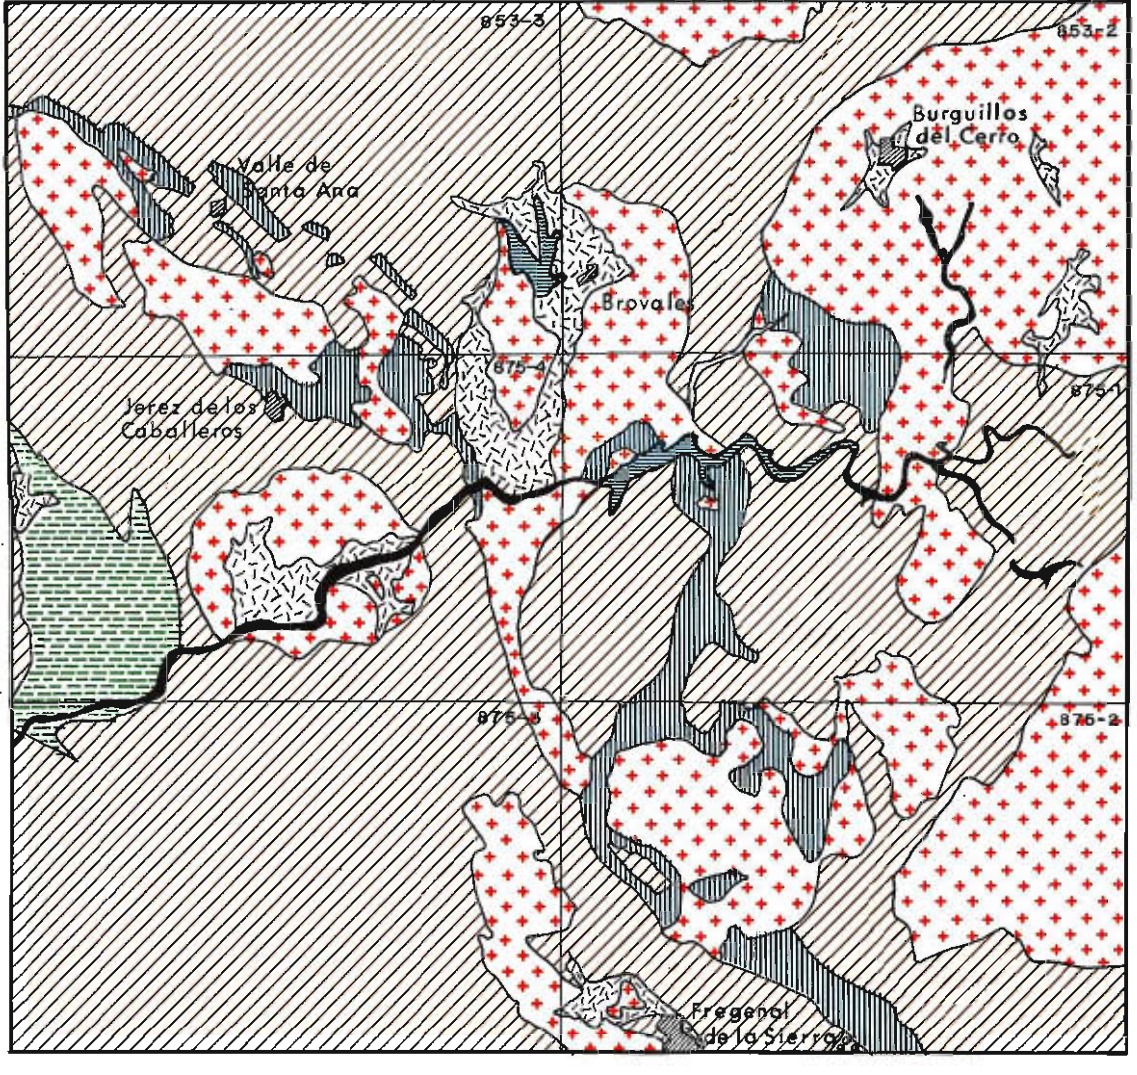 853-3
853-2
Burguillos
del Cerro
Valle de
Santa Ana
Brovales
875-4
875-1
Jerez de los
Caballeros
875-3
875-2
Fregenal
de la Sierra